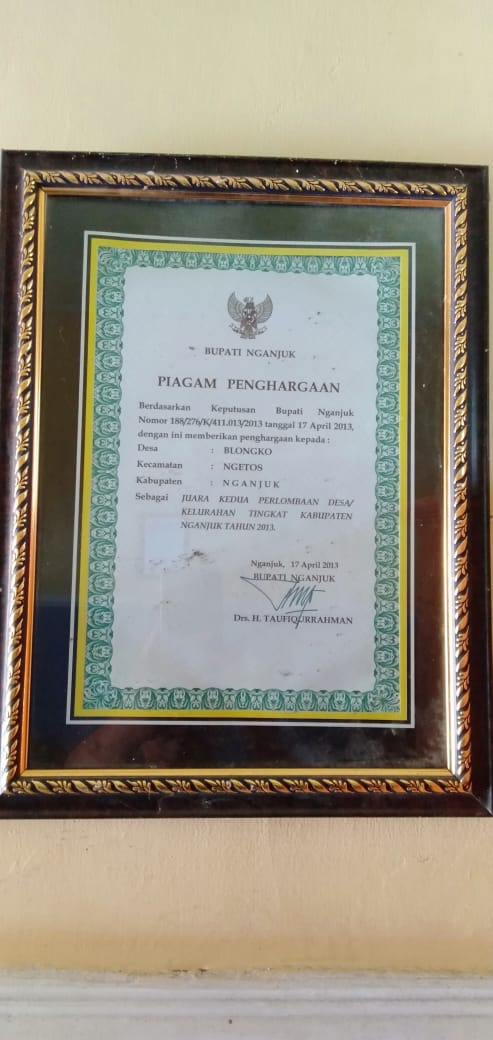 BUPATI NGANJUK
PIAGAM PENGHARGAAN
Berdasarkan Keputusan Bupati Nganjuk
Nomor 188/276/K/411.013/2013 tanggal 17 April 2013,
dengan ini memberikan penghargaan kepada :
Desa : BLONGKO
Kecamatan : NGETOS
Kabupaten : N G A N J U K
Sebagai JUARA KEDUA PERLOMBAAN DESA/
KELURAHAN TINGKAT KABUPATEN
NGANJUK TAHUN 2013.
Nganjuk, 17 April 2013
BUPATI NGANJUK
Drs. H. TAUFIQURRAHMAN